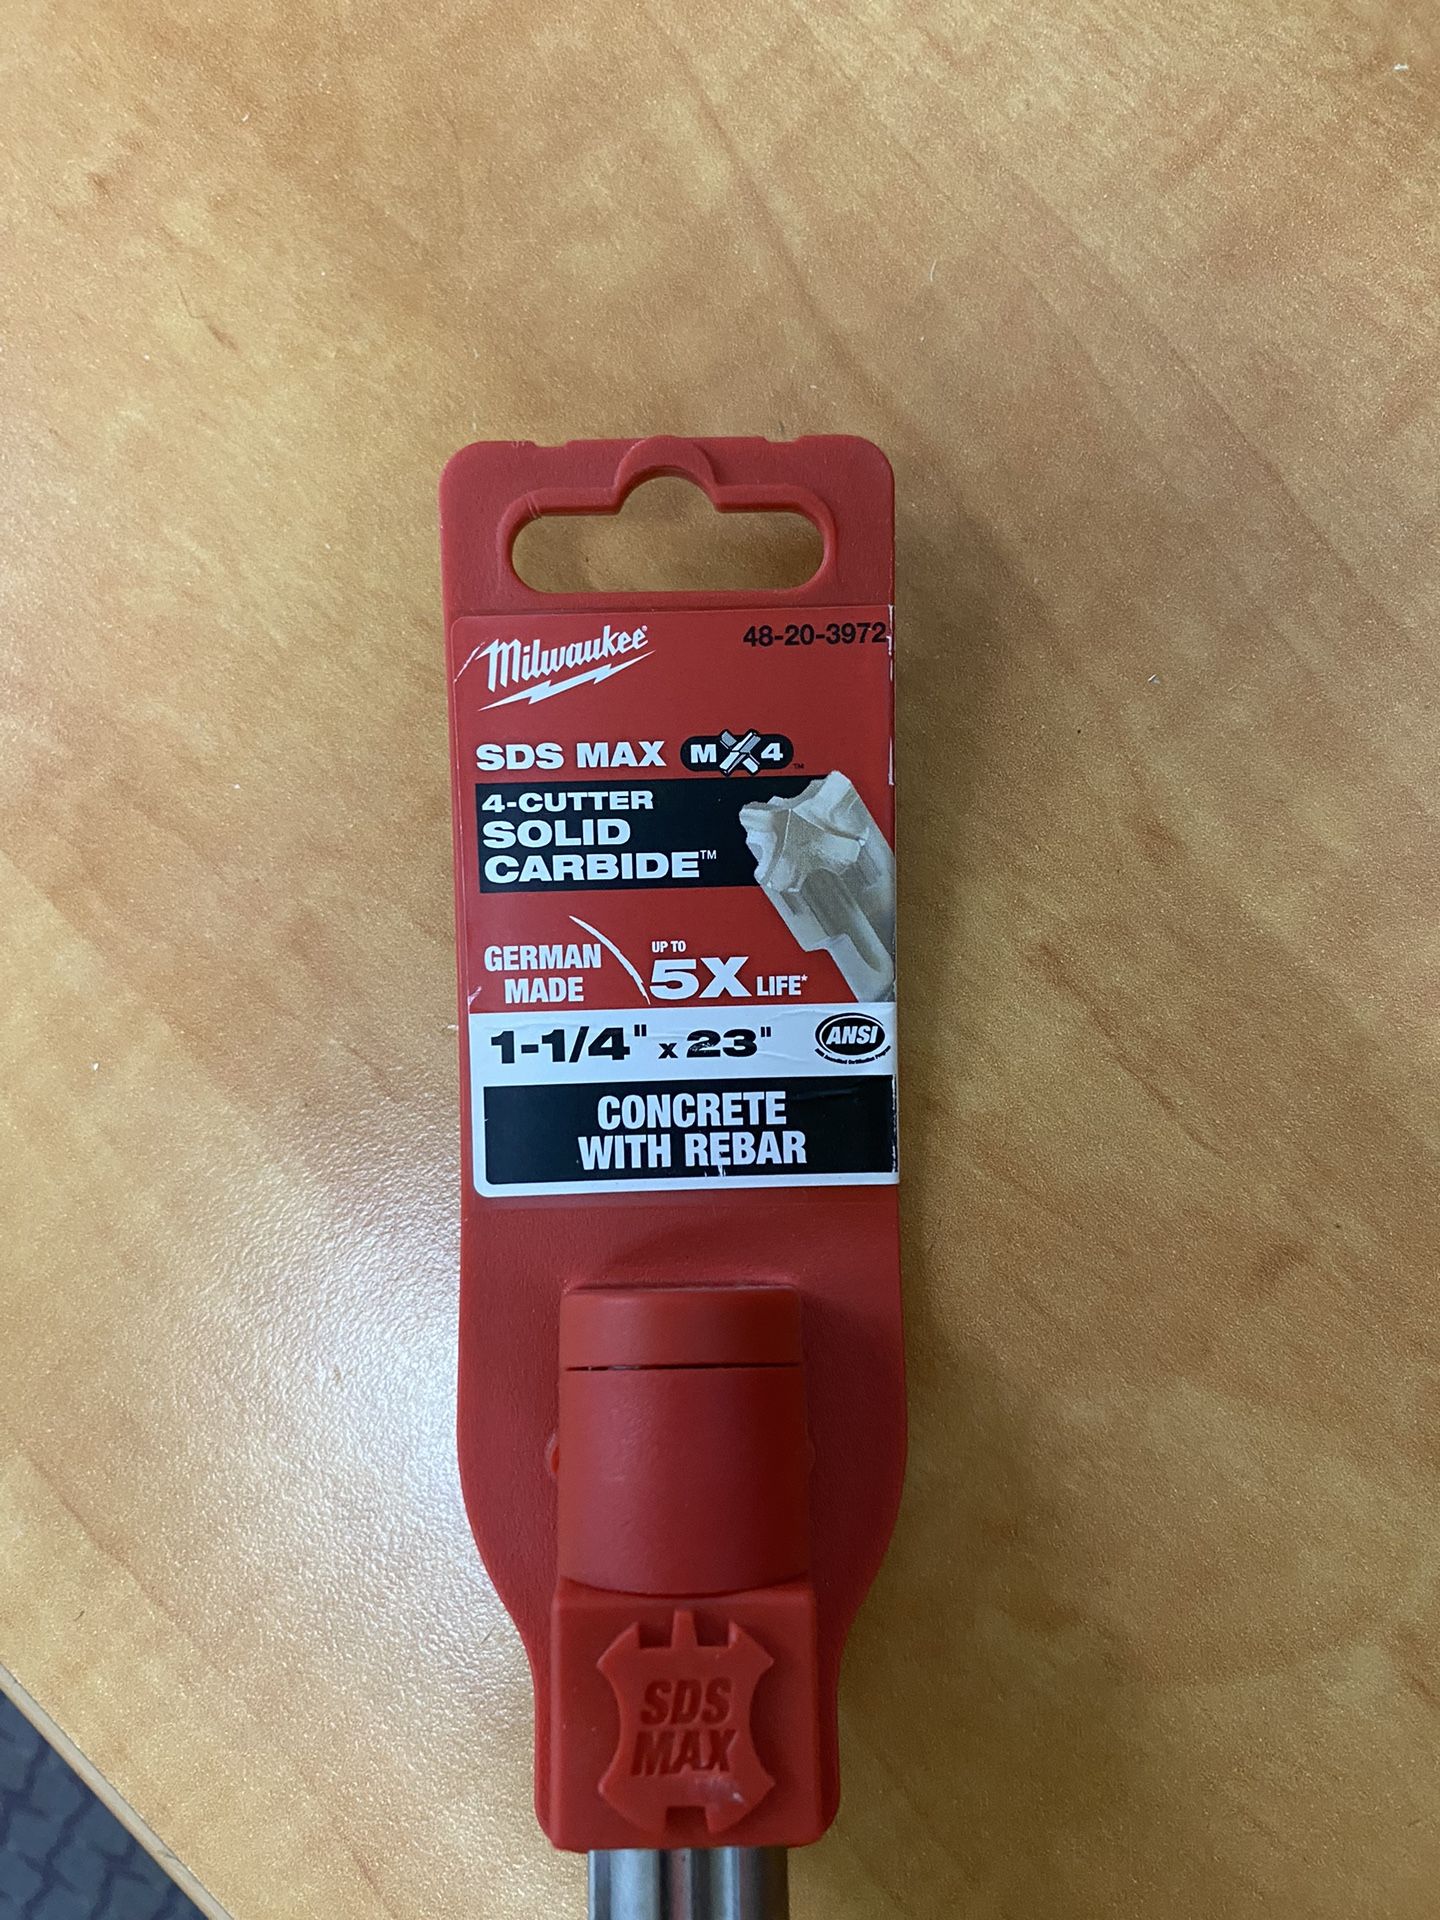 Milwaukee®
48-20-3972
SDS MAX MX4™
4-CUTTER
SOLID
CARBIDE™
GERMAN
MADE
UP TO
5X LIFE*
1-1/4" x 23"
ANSI
CONCRETE
WITH REBAR
SDS
MAX